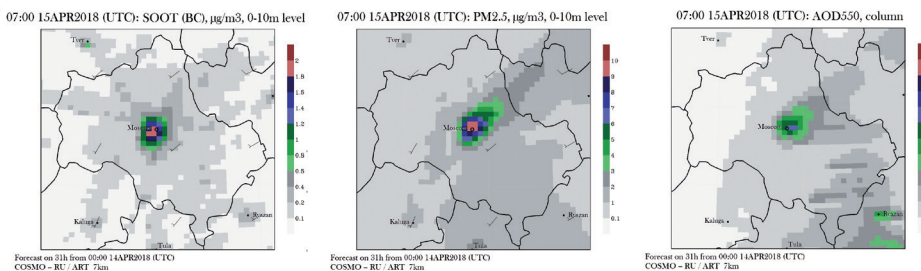 07:00 15APR2018 (UTC): SOOT (BC), μg/m3, 0-10m level
Tver
Moscow
Kaluga
Ryazan
Tula
2
1.8
1.6
1.4
1.2
1
0.8
0.6
0.4
0.2
0.1
Forecast on 31h from 00:00 14APR2018 (UTC)
COSMO – RU / ART 7km
07:00 15APR2018 (UTC): PM2.5, μg/m3, 0-10m level
Tver
Kaluga
Ryazan
Tula
10
9
8
7
6
5
4
3
2
1
0.1
Forecast on 31h from 00:00 14APR2018 (UTC)
COSMO – RU / ART 7km
07:00 15APR2018 (UTC): AOD550, column
Tver
Moscow
Kaluga
Ryazan
Tula
Forecast on 31h from 00:00 14APR2018 (UTC)
COSMO – RU / ART 7km